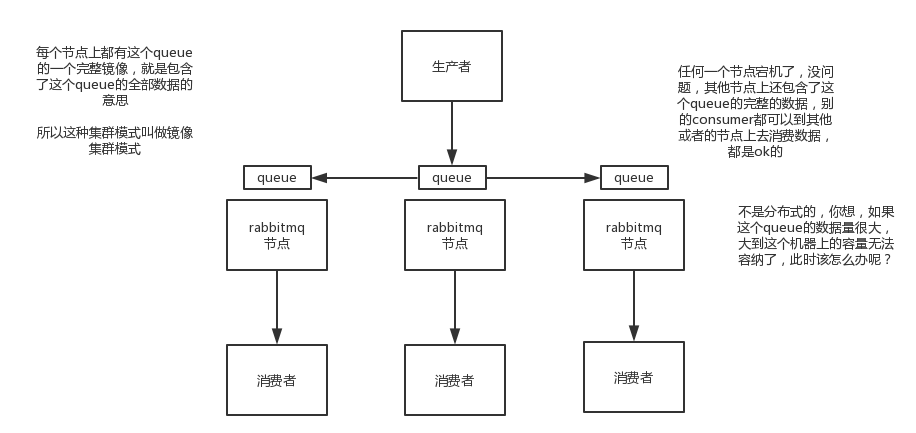 每个节点上都有这个queue
的一个完整镜像，就是包含
了这个queue的全部数据的
意思
所以这种集群模式叫做镜像
集群模式
生产者
任何一个节点宕机了，没问
题，其他节点上还包含了这
个queue的完整的数据，别
的consumer都可以到其他
或者的节点上去消费数据，
都是ok的
queue
queue
queue
rabbitmq
节点
rabbitmq
节点
rabbitmq
节点
不是分布式的，你想，如果
这个queue的数据量很大，
大到这个机器上的容量无法
容纳了，此时该怎么办呢？
消费者
消费者
消费者